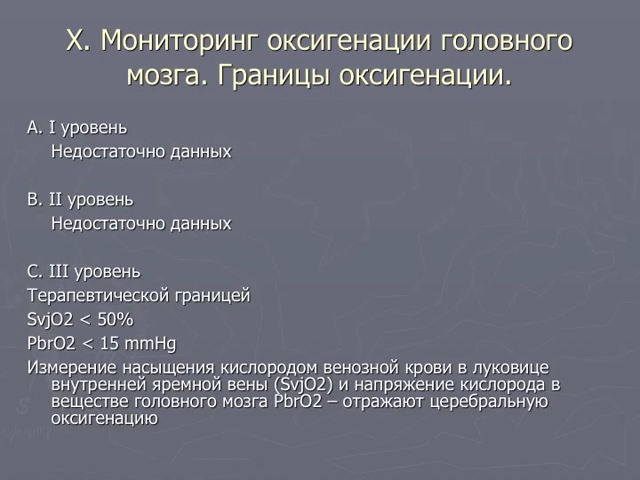 X. Мониторинг оксигенации головного
мозга. Границы оксигенации.
A. I уровень
Недостаточно данных
B. II уровень
Недостаточно данных
C. III уровень
Терапевтической границей
SvjO2 < 50%
PbrO2 < 15 mmHg
Измерение насыщения кислородом венозной крови в луковице
внутренней яремной вены (SvjO2) и напряжение кислорода в
веществе головного мозга PbrO2 – отражают церебральную
оксигенацию